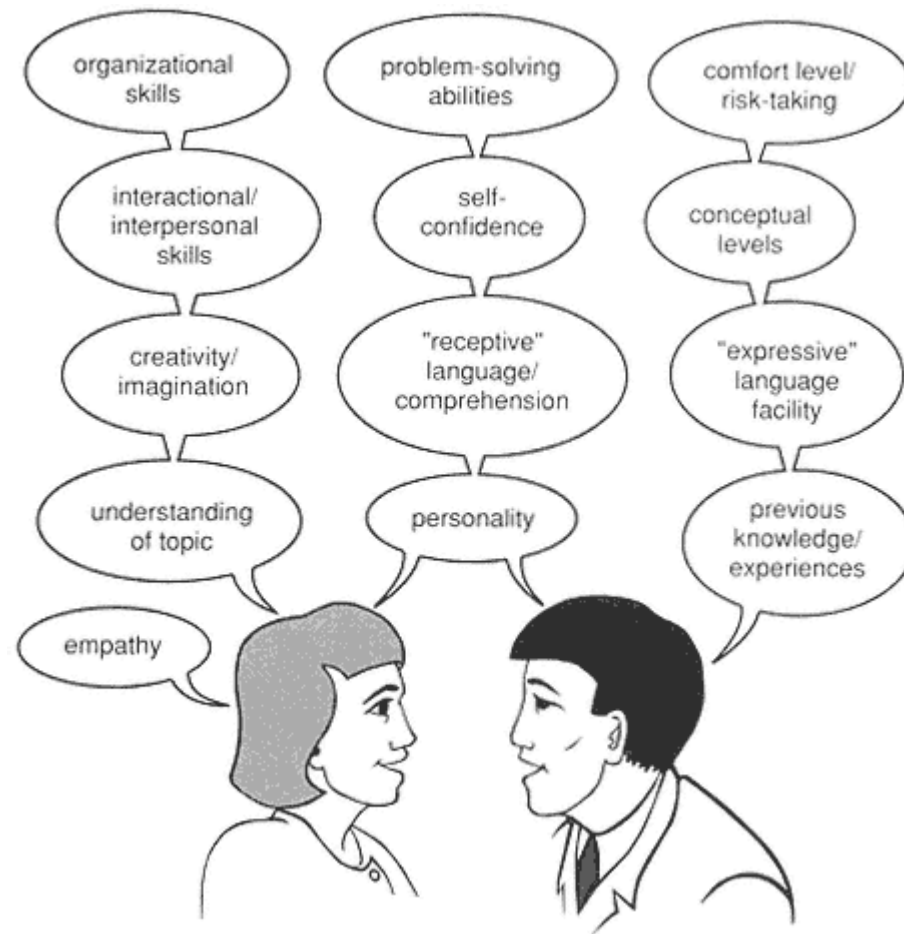 organizational
skills
interactional/
interpersonal
skills
creativity/
imagination
understanding
of topic
empathy
problem-solving
abilities
self-
confidence
"receptive"
language/
comprehension
personality
comfort level/
risk-taking
conceptual
levels
"expressive"
language
facility
previous
knowledge/
experiences